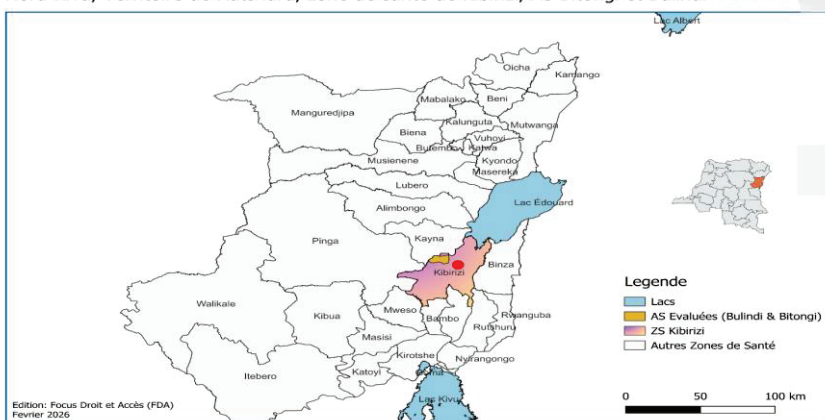 Lac Albert
Oicha
Kamango
Manguredjipa
Mabalako
Beni
Kalunguta
Mutwanga
Biena
Vuhovi
Butembo
Katwa
Musienene
Kyondo
Masereka
Lubero
Lac Édouard
Alimbongo
Kayna
Pinga
Binza
Kibirizi
Walikale
Kibua
Mweso
Bambo
Rwanguba
Rutshuru
Masisi
Kirotshe
Nyiragongo
Itebero
Katoyi
Goma
Lac Kivu
Legende
Lacs
AS Evaluées (Bulindi & Bitongi)
ZS Kibirizi
Autres Zones de Santé
0 50 100 km
Edition: Focus Droit et Accès (FDA)
Fevrier 2026